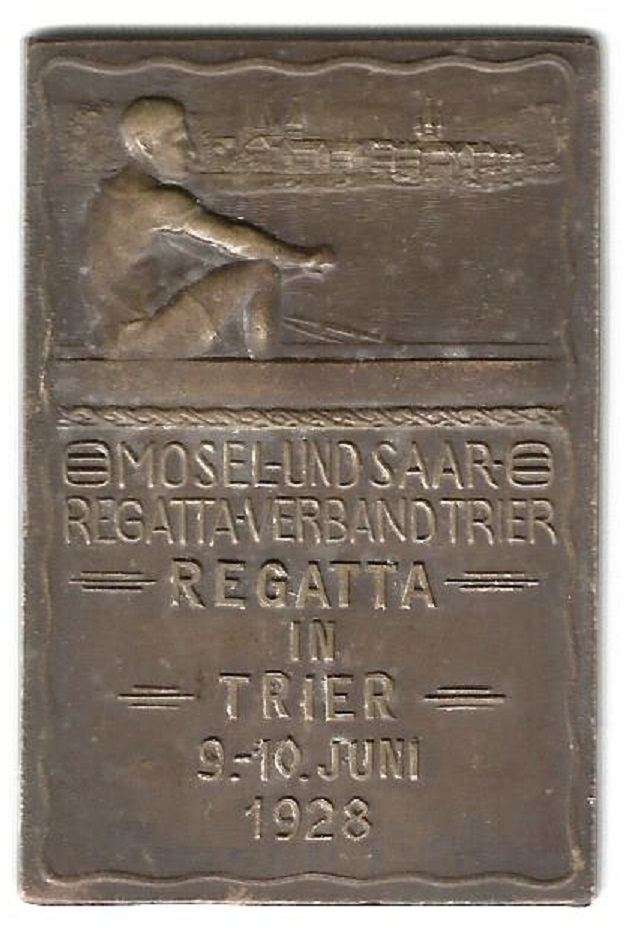 MOSEL-UND SAAR-
REGATTA-VERBAND TRIER
REGATTA
IN
TRIER
9.-10. JUNI
1928